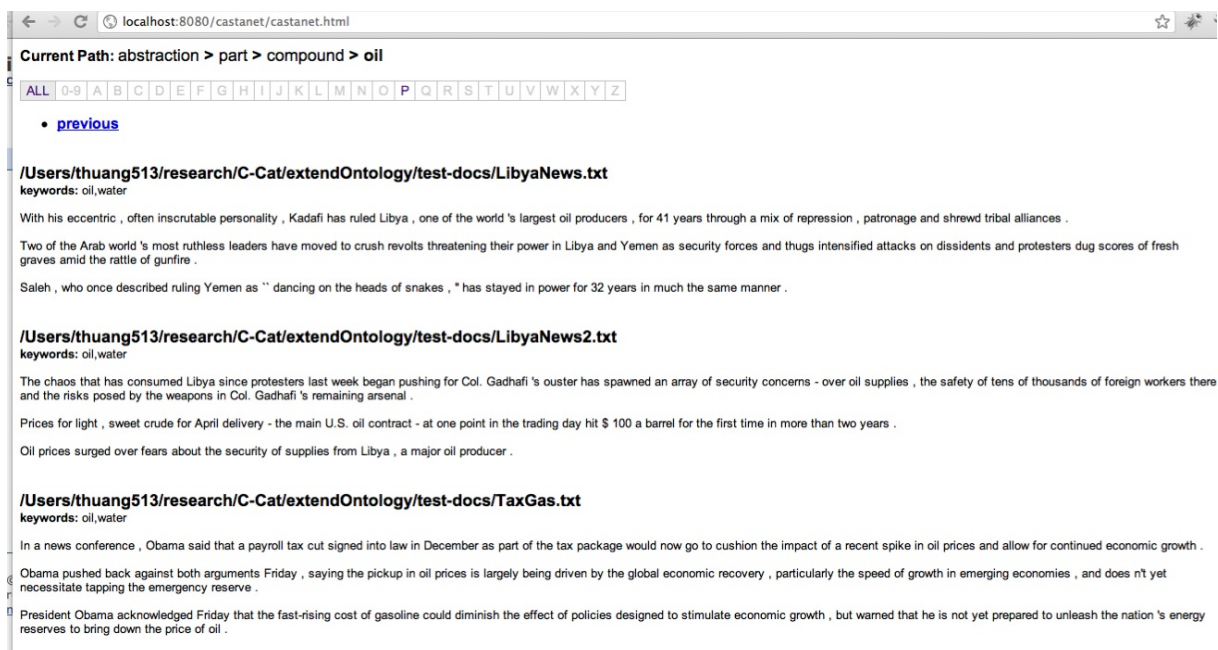 localhost:8080/castanet/castanet.html
Current Path: abstraction > part > compound > oil
ALL 0-9 A B C D E F G H I J K L M N O P Q R S T U V W X Y Z
• previous
/Users/thuang513/research/C-Cat/extendOntology/test-docs/LibyaNews.txt
keywords: oil,water
With his eccentric , often inscrutable personality , Kadafi has ruled Libya , one of the world 's largest oil producers , for 41 years through a mix of repression , patronage and shrewd tribal alliances .
Two of the Arab world 's most ruthless leaders have moved to crush revolts threatening their power in Libya and Yemen as security forces and thugs intensified attacks on dissidents and protesters dug scores of fresh
graves amid the rattle of gunfire .
Saleh , who once described ruling Yemen as `` dancing on the heads of snakes , " has stayed in power for 32 years in much the same manner .
/Users/thuang513/research/C-Cat/extendOntology/test-docs/LibyaNews2.txt
keywords: oil,water
The chaos that has consumed Libya since protesters last week began pushing for Col. Gadhafi 's ouster has spawned an array of security concerns - over oil supplies , the safety of tens of thousands of foreign workers there
and the risks posed by the weapons in Col. Gadhafi 's remaining arsenal .
Prices for light , sweet crude for April delivery - the main U.S. oil contract - at one point in the trading day hit $ 100 a barrel for the first time in more than two years .
Oil prices surged over fears about the security of supplies from Libya , a major oil producer .
/Users/thuang513/research/C-Cat/extendOntology/test-docs/TaxGas.txt
keywords: oil,water
In a news conference , Obama said that a payroll tax cut signed into law in December as part of the tax package would now go to cushion the impact of a recent spike in oil prices and allow for continued economic growth .
Obama pushed back against both arguments Friday , saying the pickup in oil prices is largely being driven by the global economic recovery , particularly the speed of growth in emerging economies , and does n't yet
necessitate tapping the emergency reserve .
President Obama acknowledged Friday that the fast-rising cost of gasoline could diminish the effect of policies designed to stimulate economic growth , but warned that he is not yet prepared to unleash the nation 's energy
reserves to bring down the price of oil .